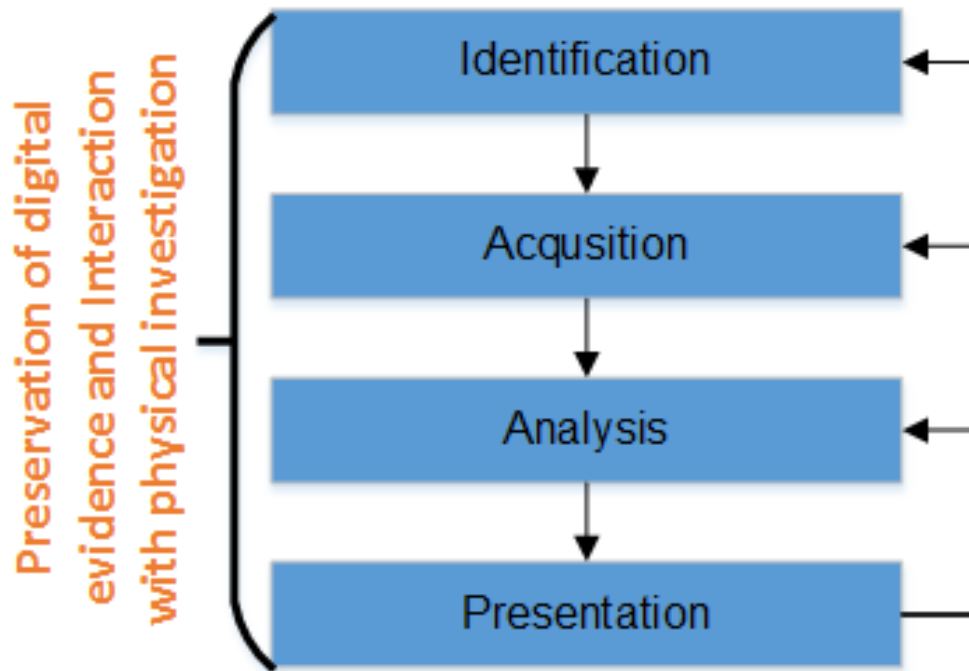 Preservation of digital
evidence and Interaction
with physical investigation
Identification
Acqusition
Analysis
Presentation